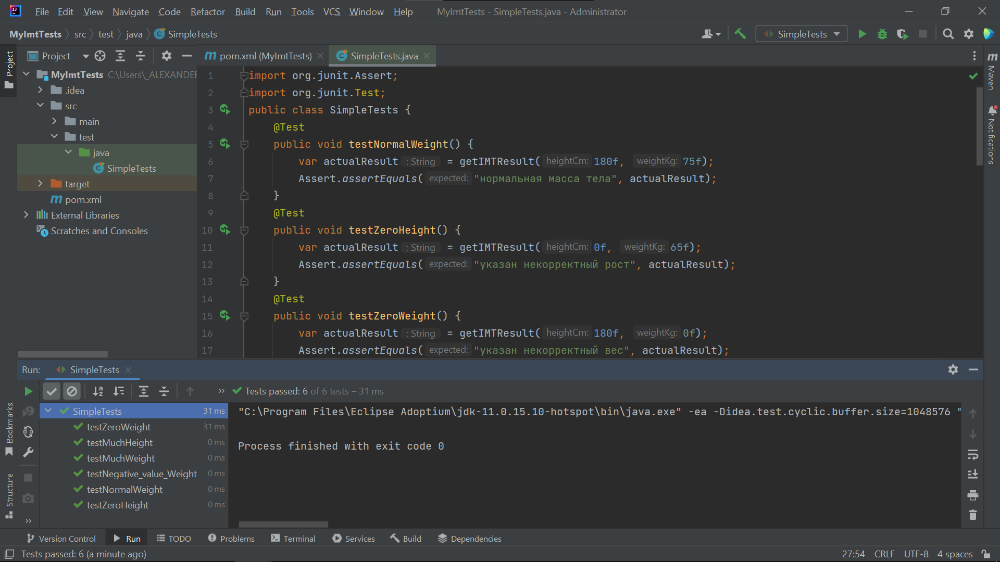 File Edit View Navigate Code Refactor Build Run Tools VCS Window Help MyImtTests - SimpleTests.java - Administrator
MyImtTests src test java SimpleTests
SimpleTests
Project
pom.xml (MyImtTests)
SimpleTests.java
MyImtTests C:\Users\_ALEXANDER
.idea
src
main
test
java
SimpleTests
target
pom.xml
External Libraries
Scratches and Consoles
1 import org.junit.Assert;
2 import org.junit.Test;
3 public class SimpleTests {
4 @Test
5 public void testNormalWeight() {
6 var actualResult : String = getIMTResult( heightCm: 180f, weightKg: 75f);
7 Assert.assertEquals( expected: "нормальная масса тела", actualResult);
8 }
9 @Test
10 public void testZeroHeight() {
11 var actualResult : String = getIMTResult( heightCm: 0f, weightKg: 65f);
12 Assert.assertEquals( expected: "указан некорректный рост", actualResult);
13 }
14 @Test
15 public void testZeroWeight() {
16 var actualResult : String = getIMTResult( heightCm: 180f, weightKg: 0f);
17 Assert.assertEquals( expected: "указан некорректный вес", actualResult);
Project
Bookmarks
Structure
Maven
Notifications
Run: SimpleTests
Tests passed: 6 of 6 tests – 31 ms
SimpleTests 31 ms
testZeroWeight 31 ms
testMuchHeight 0 ms
testMuchWeight 0 ms
testNegative_value_Weight 0 ms
testNormalWeight 0 ms
testZeroHeight 0 ms
"C:\Program Files\Eclipse Adoptium\jdk-11.0.15.10-hotspot\bin\java.exe" -ea -Didea.test.cyclic.buffer.size=1048576 "
Process finished with exit code 0
Version Control Run TODO Problems Terminal Services Build Dependencies
Tests passed: 6 (a minute ago) 27:54 CRLF UTF-8 4 spaces